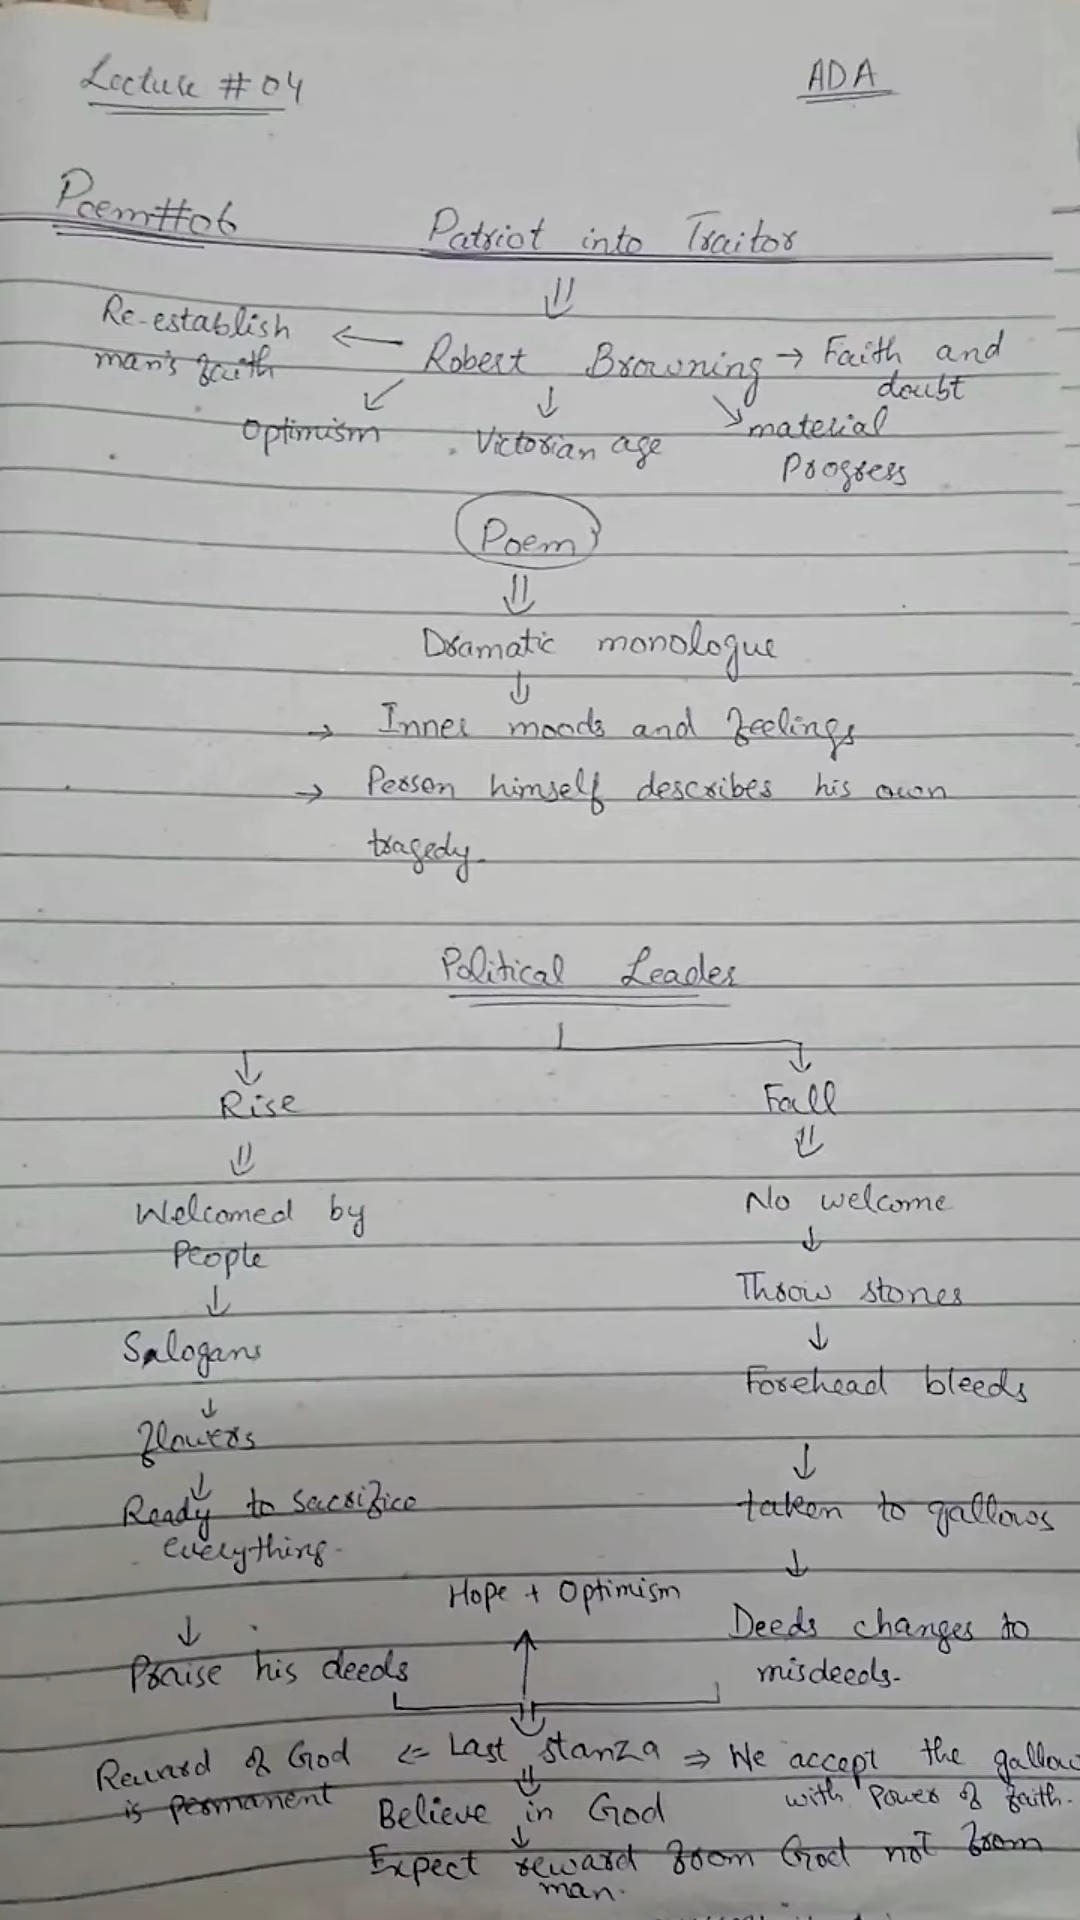 Lecture #04
ADA
Poem#06
Patriot into Traitor
⇓
Re-establish ← Robert Browning → Faith and
man's faith
doubt
↙ ↓ ↘
Optimism
Victorian age
material
Progress
Poem
⇓
Dramatic monologue
↓
→ Inner moods and feelings
→ Person himself describes his own
tragedy.
Political Leader
Rise
⇓
Welcomed by
People
↓
Salogans
↓
flowers
↓
Ready to sacrifice
everything.
↓
Praise his deeds
Fall
⇓
No welcome
↓
Throw stones
↓
Forehead bleeds
↓
taken to gallows
↓
Deeds changes to
misdeeds.
Hope + Optimism
↑
⇓
Reward of God ⇐ Last stanza ⇒ We accept the gallow
is permanent
with Power of faith.
⇓
Believe in God
↓
Expect reward from God not from
man.